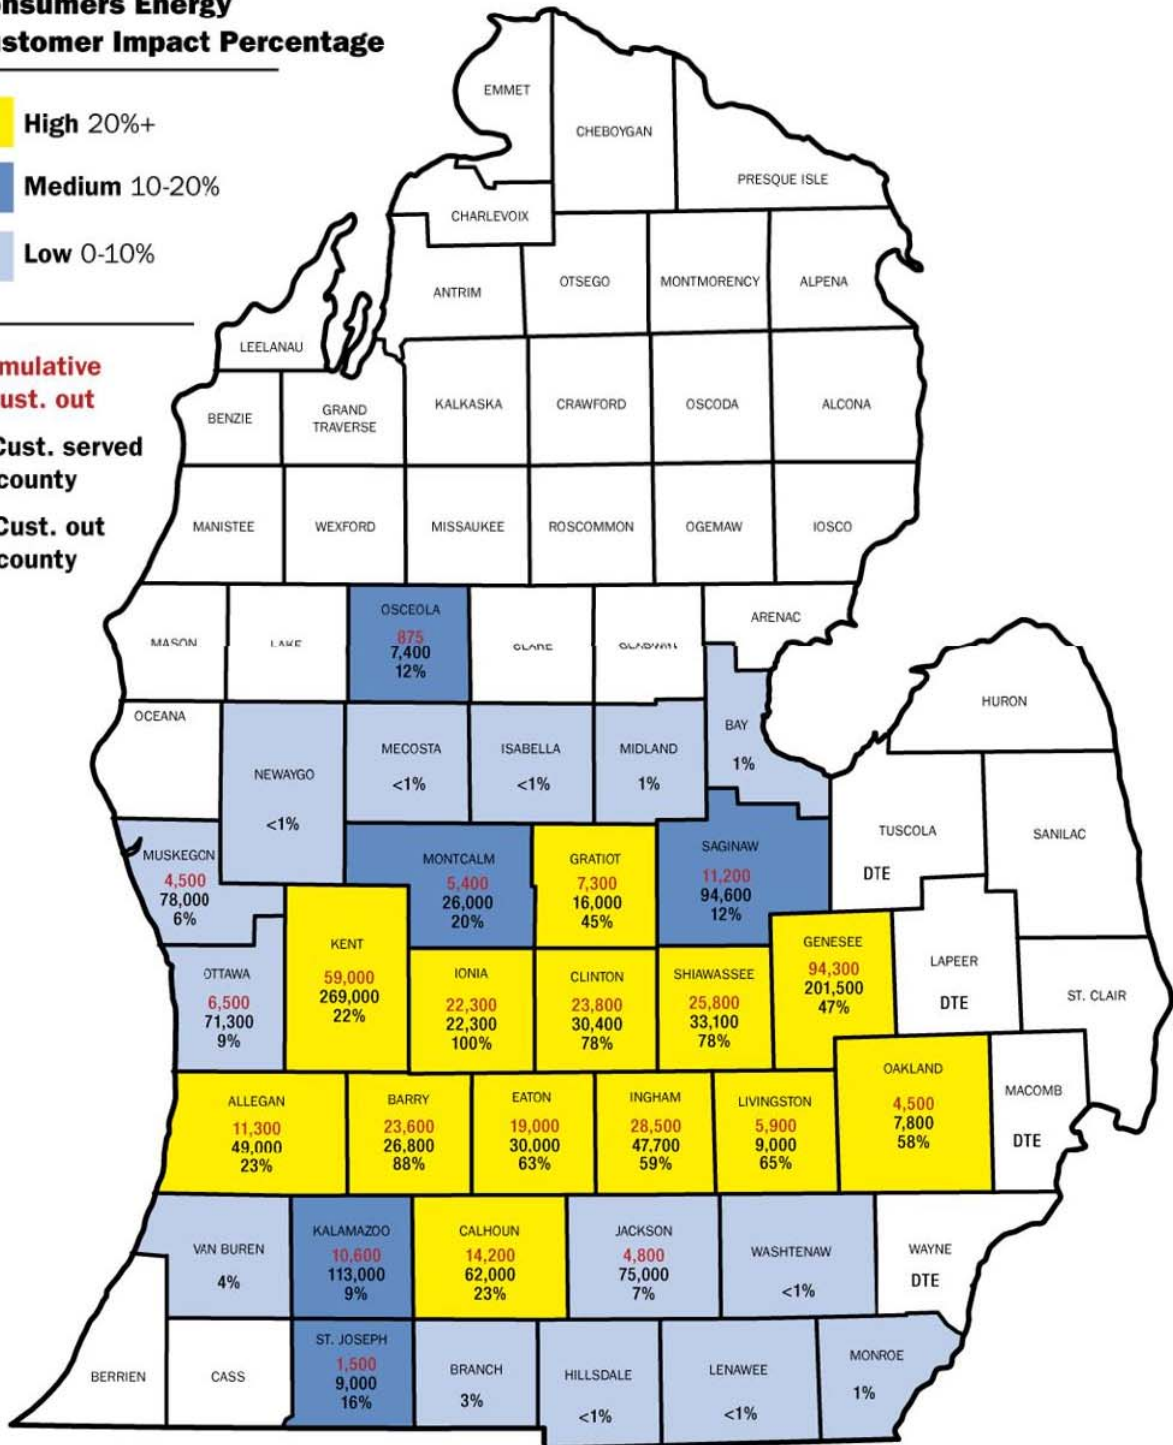 onsumers Energy
ustomer Impact Percentage
High 20%+
Medium 10-20%
Low 0-10%
mulative
ust. out
Cust. served
county
Cust. out
county
EMMET
CHEBOYGAN
PRESQUE ISLE
CHARLEVOIX
ANTRIM
OTSEGO
MONTMORENCY
ALPENA
LEELANAU
BENZIE
GRAND
TRAVERSE
KALKASKA
CRAWFORD
OSCODA
ALCONA
MANISTEE
WEXFORD
MISSAUKEE
ROSCOMMON
OGEMAW
IOSCO
MASON
LAKE
OSCEOLA
875
7,400
12%
CLARE
GLADWIN
ARENAC
HURON
OCEANA
NEWAYGO
<1%
MECOSTA
<1%
ISABELLA
<1%
MIDLAND
1%
BAY
1%
TUSCOLA
DTE
SANILAC
MUSKEGON
4,500
78,000
6%
MONTCALM
5,400
26,000
20%
GRATIOT
7,300
16,000
45%
SAGINAW
11,200
94,600
12%
OTTAWA
6,500
71,300
9%
KENT
59,000
269,000
22%
IONIA
22,300
22,300
100%
CLINTON
23,800
30,400
78%
SHIAWASSEE
25,800
33,100
78%
GENESEE
94,300
201,500
47%
LAPEER
DTE
ST. CLAIR
ALLEGAN
11,300
49,000
23%
BARRY
23,600
26,800
88%
EATON
19,000
30,000
63%
INGHAM
28,500
47,700
59%
LIVINGSTON
5,900
9,000
65%
OAKLAND
4,500
7,800
58%
MACOMB
DTE
VAN BUREN
4%
KALAMAZOO
10,600
113,000
9%
CALHOUN
14,200
62,000
23%
JACKSON
4,800
75,000
7%
WASHTENAW
<1%
WAYNE
DTE
BERRIEN
CASS
ST. JOSEPH
1,500
9,000
16%
BRANCH
3%
HILLSDALE
<1%
LENAWEE
<1%
MONROE
1%